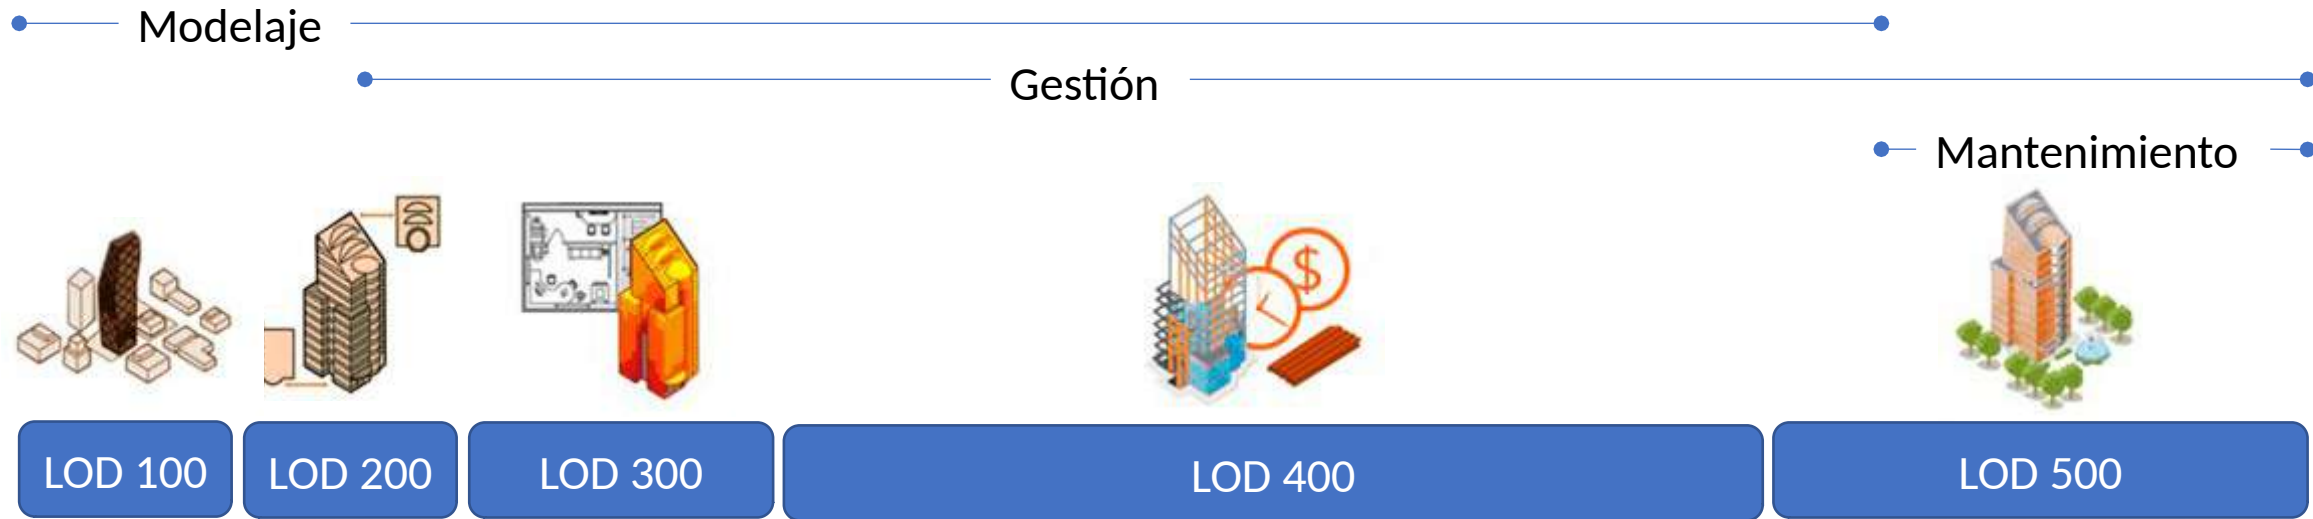 Modelaje
Gestión
Mantenimiento
$
LOD 100
LOD 200
LOD 300
LOD 400
LOD 500